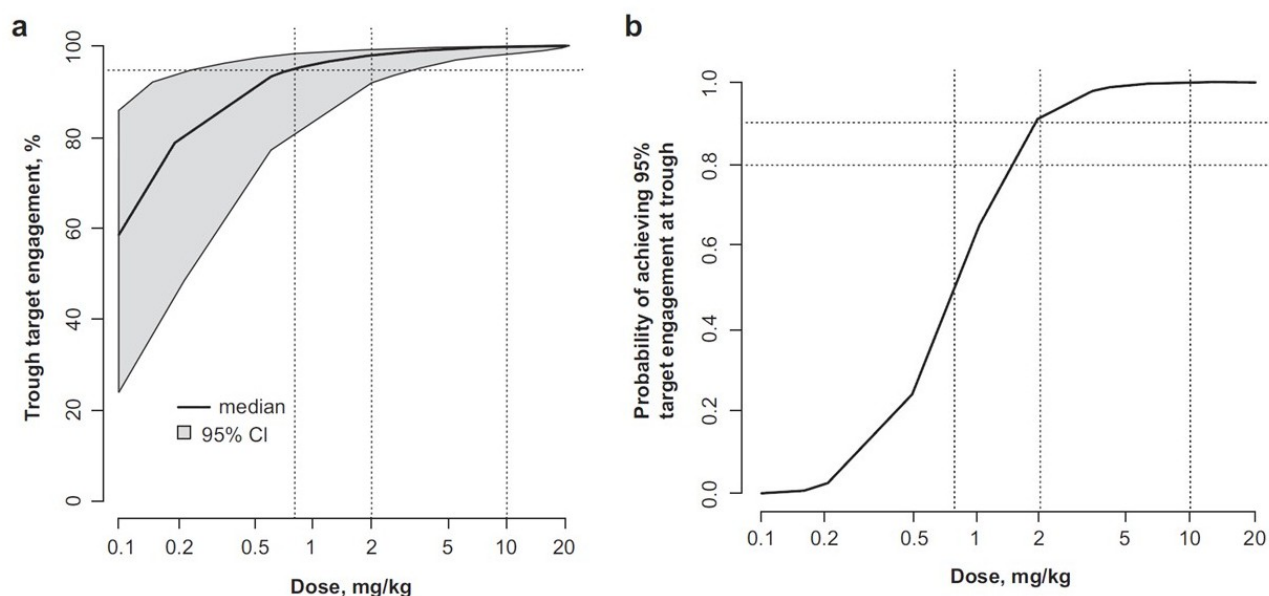 a
100
80
60
40
20
0
Trough target engagement, %
median
95% CI
0.1 0.2 0.5 1 2 5 10 20
Dose, mg/kg
b
1.0
0.8
0.6
0.4
0.2
0.0
Probability of achieving 95%
target engagement at trough
0.1 0.2 0.5 1 2 5 10 20
Dose, mg/kg